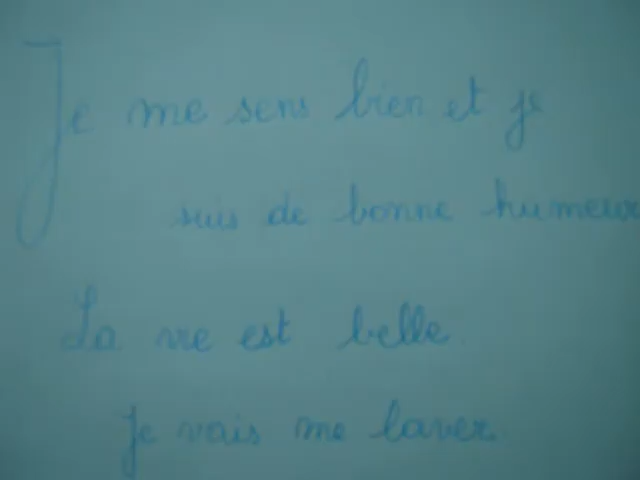 Je me sens bien et je
suis de bonne humeur
La vie est belle.
Je vais me laver.